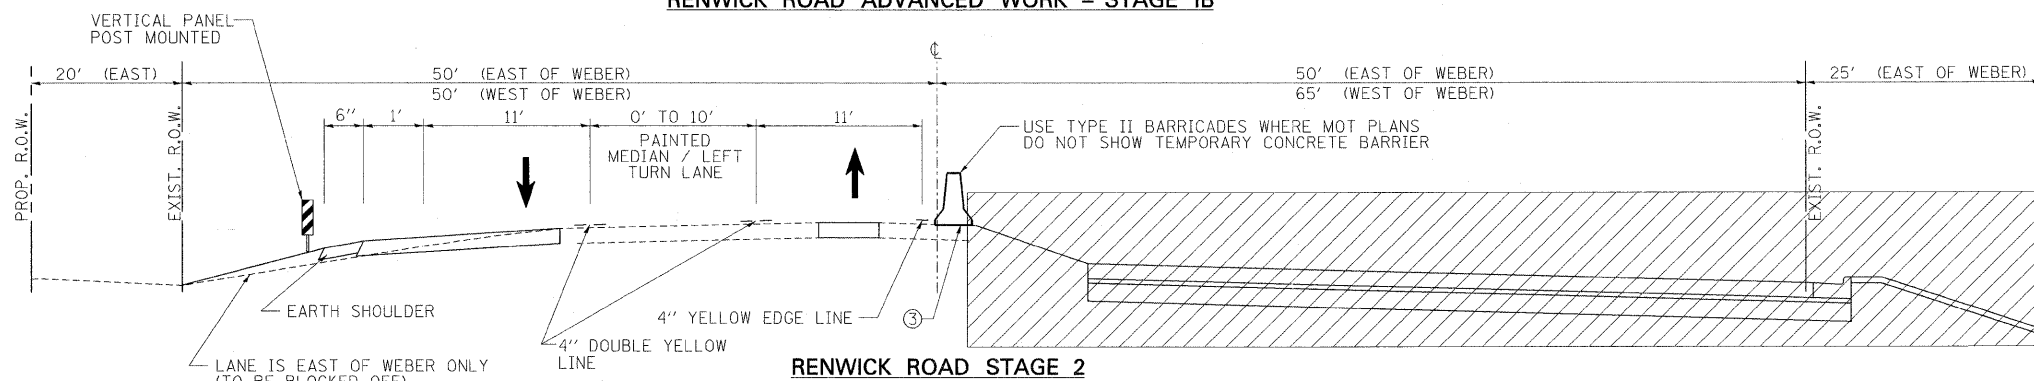 RENWICK ROAD ADVANCED WORK – STAGE 1B
VERTICAL PANEL
POST MOUNTED
℄
20' (EAST)
50' (EAST OF WEBER)
50' (WEST OF WEBER)
50' (EAST OF WEBER)
65' (WEST OF WEBER)
25' (EAST OF WEBER)
6"
1'
11'
0' TO 10'
11'
PAINTED
MEDIAN / LEFT
TURN LANE
USE TYPE II BARRICADES WHERE MOT PLANS
DO NOT SHOW TEMPORARY CONCRETE BARRIER
PROP. R.O.W.
EXIST. R.O.W.
EXIST. R.O.W.
EARTH SHOULDER
4" YELLOW EDGE LINE
3
4" DOUBLE YELLOW
LINE
LANE IS EAST OF WEBER ONLY
(TO BE BLOCKED OFF)
RENWICK ROAD STAGE 2